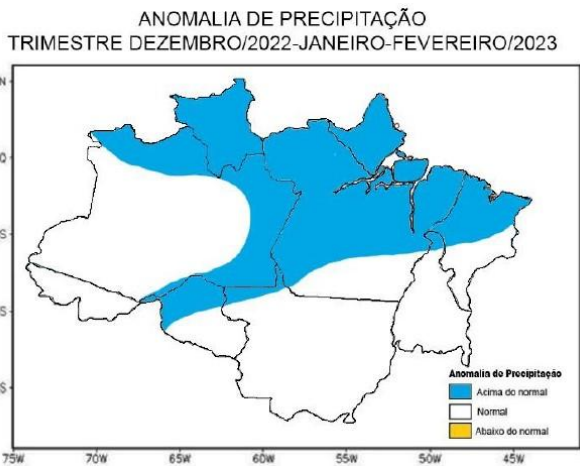 ANOMALIA DE PRECIPITAÇÃO
TRIMESTRE DEZEMBRO/2022-JANEIRO-FEVEREIRO/2023
N
Q
S
S
S
Anomalia de Precipitação
Acima do normal
Normal
Abaixo do normal
75W 70W 65W 60W 55W 50W 45W